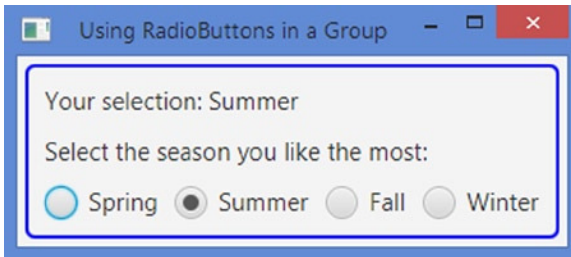 Using RadioButtons in a Group
Your selection: Summer
Select the season you like the most:
Spring Summer Fall Winter